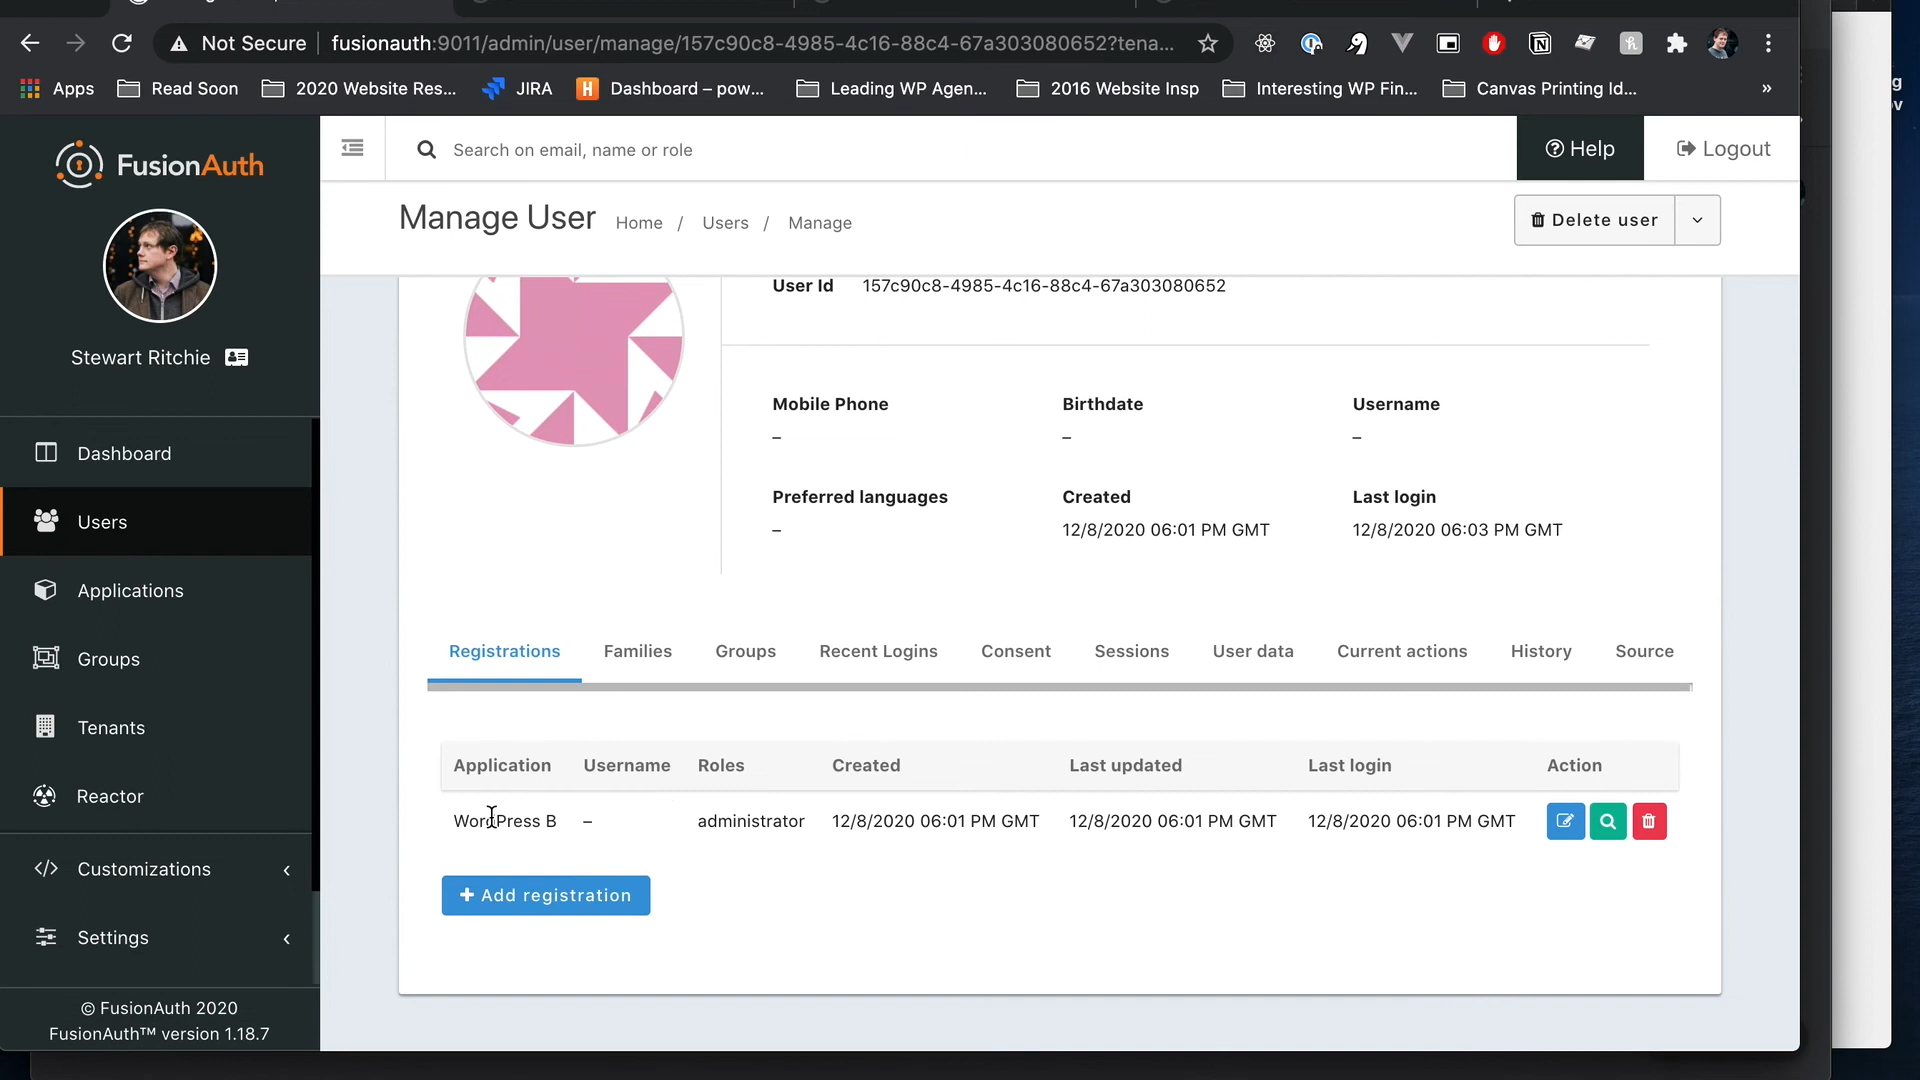 Not Secure
fusionauth:9011/admin/user/manage/157c90c8-4985-4c16-88c4-67a303080652?tena...
Apps
Read Soon
2020 Website Res...
JIRA
Dashboard – pow...
Leading WP Agen...
2016 Website Insp
Interesting WP Fin...
Canvas Printing Id...
»
FusionAuth
Search on email, name or role
Help
Logout
Manage User
Home / Users / Manage
Delete user
Stewart Ritchie
User Id 157c90c8-4985-4c16-88c4-67a303080652
Mobile Phone Birthdate Username
– – –
Preferred languages Created Last login
– 12/8/2020 06:01 PM GMT 12/8/2020 06:03 PM GMT
Dashboard
Users
Applications
Groups
Tenants
Reactor
Customizations
Settings
© FusionAuth 2020
FusionAuth™ version 1.18.7
Registrations Families Groups Recent Logins Consent Sessions User data Current actions History Source
Application Username Roles Created Last updated Last login Action
WordPress B – administrator 12/8/2020 06:01 PM GMT 12/8/2020 06:01 PM GMT 12/8/2020 06:01 PM GMT
+ Add registration